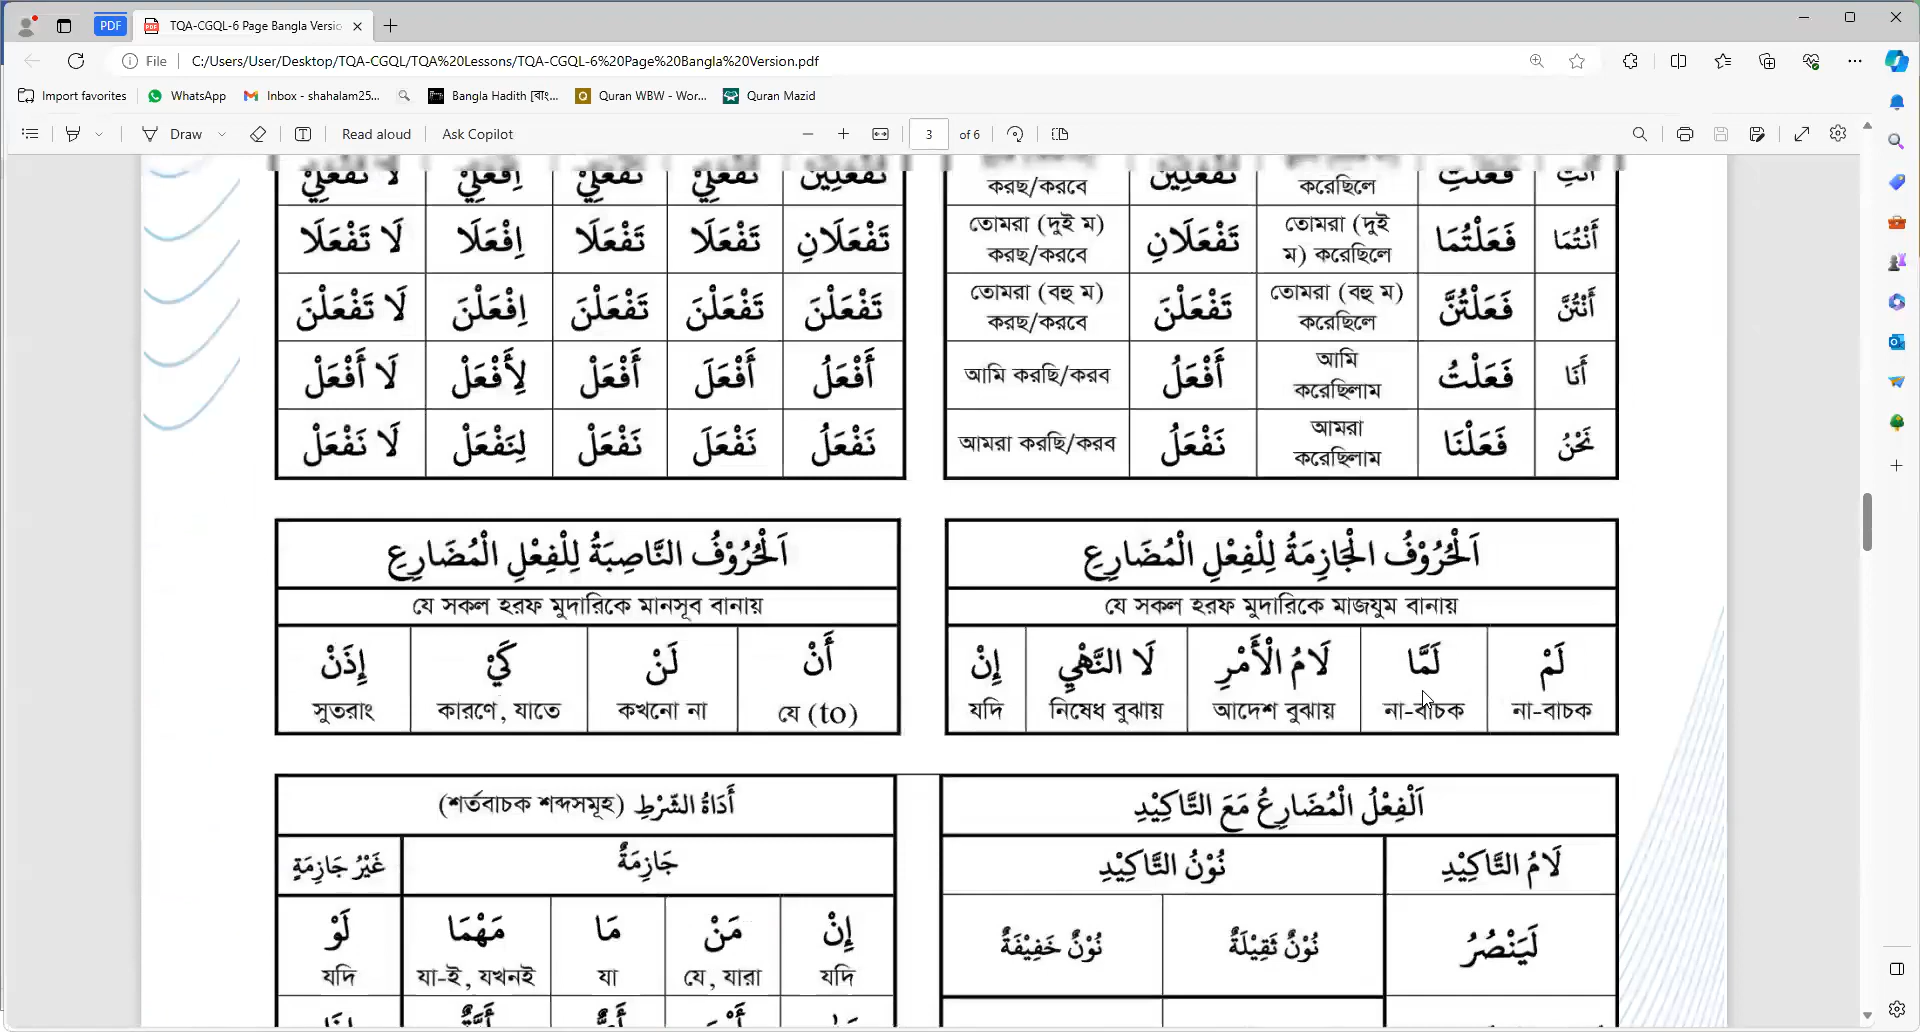 PDF
TQA-CGQL-6 Page Bangla Versio
File
C:/Users/User/Desktop/TQA-CGQL/TQA%20Lessons/TQA-CGQL-6%20Page%20Bangla%20Version.pdf
Import favorites
WhatsApp
Inbox - shahalam25...
Bangla Hadith [বাং...
Quran WBW - Wor...
Quran Mazid
Draw
Read aloud
Ask Copilot
3 of 6
أَنْتِ فَعَلْتِ করেছিলে تَفْعَلِيْنَ করছ/করবে
تَفْعَلِيْنَ تَفْعَلِيْ تَفْعَلِيْ اِفْعَلِيْ لَا تَفْعَلِيْ
أَنْتُمَا فَعَلْتُمَا তোমরা (দুই ম) করেছিলে تَفْعَلَانِ তোমরা (দুই ম) করছ/করবে
تَفْعَلَانِ تَفْعَلَا تَفْعَلَا اِفْعَلَا لَا تَفْعَلَا
أَنْتُنَّ فَعَلْتُنَّ তোমরা (বহু ম) করেছিলে تَفْعَلْنَ তোমরা (বহু ম) করছ/করবে
تَفْعَلْنَ تَفْعَلْنَ تَفْعَلْنَ اِفْعَلْنَ لَا تَفْعَلْنَ
أَنَا فَعَلْتُ আমি করেছিলাম أَفْعَلُ আমি করছি/করব
أَفْعَلُ أَفْعَلَ أَفْعَلْ لِأَفْعَلْ لَا أَفْعَلْ
نَحْنُ فَعَلْنَا আমরা করেছিলাম نَفْعَلُ আমরা করছি/করব
نَفْعَلُ نَفْعَلَ نَفْعَلْ لِنَفْعَلْ لَا نَفْعَلْ
اَلْحُرُوْفُ الْجَازِمَةُ لِلْفِعْلِ الْمُضَارِعِ
যে সকল হরফ মুদারিকে মাজযুম বানায়
لَمْ لَمَّا لَامُ الْأَمْرِ لَا النَّهْيِ إِنْ
না-বাচক না-বাচক আদেশ বুঝায় নিষেধ বুঝায় যদি
اَلْحُرُوْفُ النَّاصِبَةُ لِلْفِعْلِ الْمُضَارِعِ
যে সকল হরফ মুদারিকে মানসূব বানায়
أَنْ لَنْ كَيْ إِذَنْ
যে (to) কখনো না কারণে, যাতে সুতরাং
اَلْفِعْلُ الْمُضَارِعُ مَعَ التَّاكِيْدِ
لَامُ التَّاكِيْدِ نُوْنُ التَّاكِيْدِ
لَيَنْصُرُ نُوْنٌ ثَقِيْلَةٌ نُوْنٌ خَفِيْفَةٌ
أَدَاةُ الشَّرْطِ (শর্তবাচক শব্দসমূহ)
جَازِمَةٌ غَيْرُ جَازِمَةٍ
إِنْ مَنْ مَا مَهْمَا لَوْ
যদি যে, যারা যা যা-ই, যখনই যদি